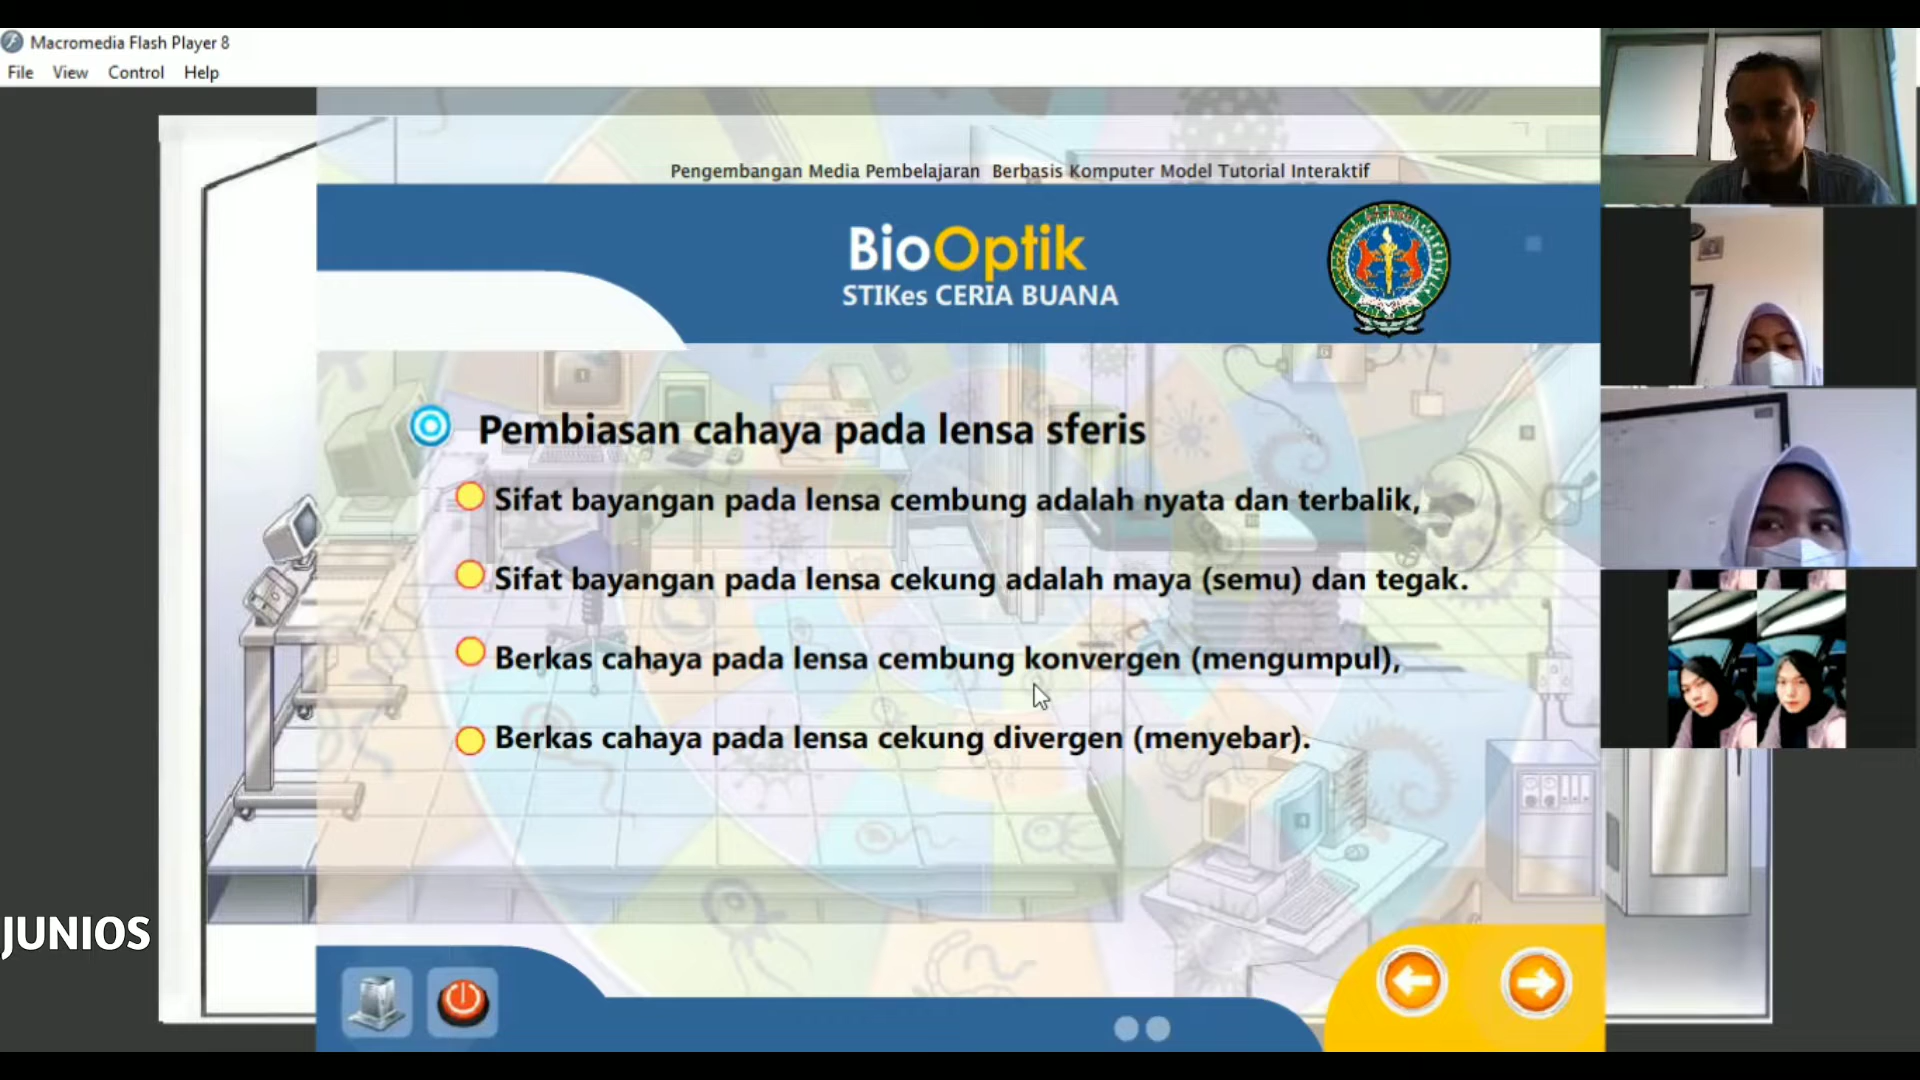 Macromedia Flash Player 8
File View Control Help
Pengembangan Media Pembelajaran Berbasis Komputer Model Tutorial Interaktif
BioOptik
STIKes CERIA BUANA
Pembiasan cahaya pada lensa sferis
Sifat bayangan pada lensa cembung adalah nyata dan terbalik,
Sifat bayangan pada lensa cekung adalah maya (semu) dan tegak.
Berkas cahaya pada lensa cembung konvergen (mengumpul),
Berkas cahaya pada lensa cekung divergen (menyebar).
JUNIOS